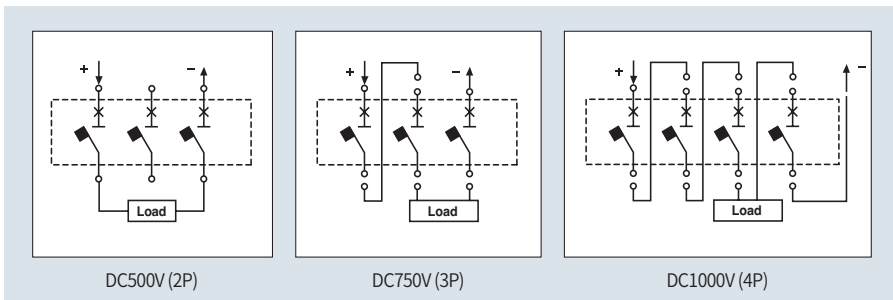 + −
Load
DC500V (2P)
+ −
Load
DC750V (3P)
+ −
Load
DC1000V (4P)